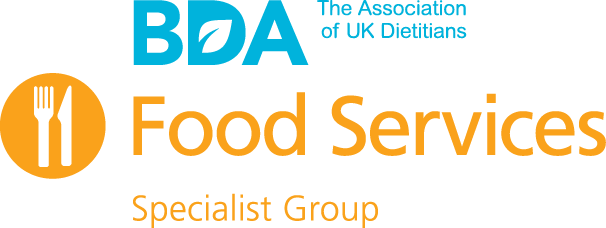 BDA The Association
of UK Dietitians
Food Services
Specialist Group